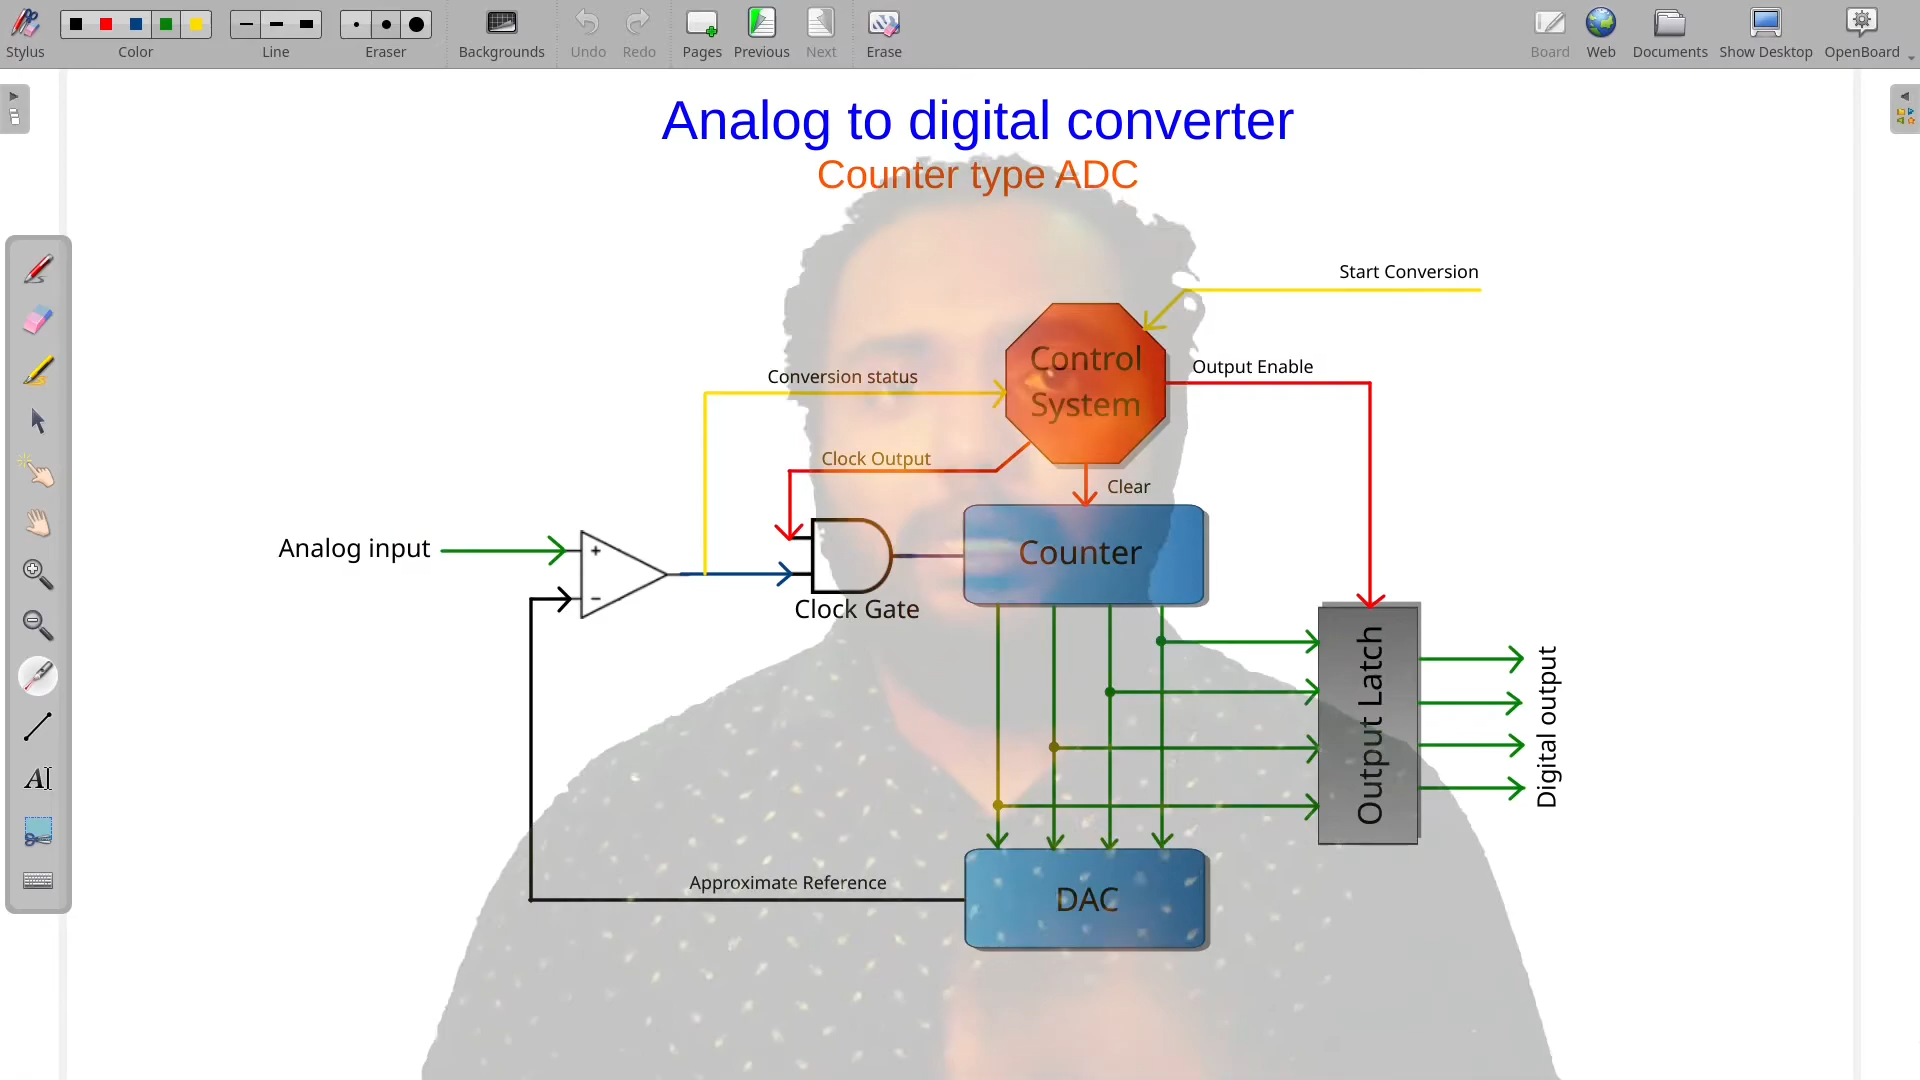 Stylus
Color
Line
Eraser
Backgrounds
Undo
Redo
Pages
Previous
Next
Erase
Board
Web
Documents
Show Desktop
OpenBoard
Analog to digital converter
Counter type ADC
Start Conversion
Control
System
Output Enable
Conversion status
Clock Output
Clear
Analog input
+
−
Clock Gate
Counter
Output Latch
Digital output
Approximate Reference
DAC